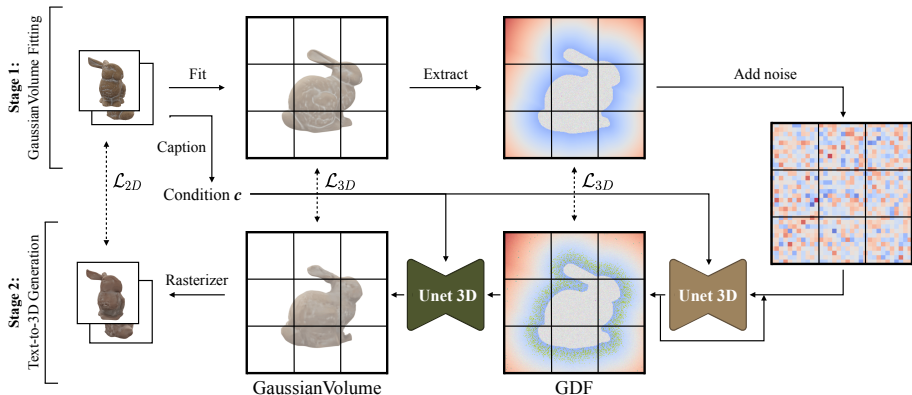 Stage 1:
GaussianVolume Fitting
Fit
Extract
Add noise
Caption
ℒ2D
Condition c
ℒ3D
ℒ3D
Stage 2:
Text-to-3D Generation
Rasterizer
Unet 3D
Unet 3D
GaussianVolume
GDF